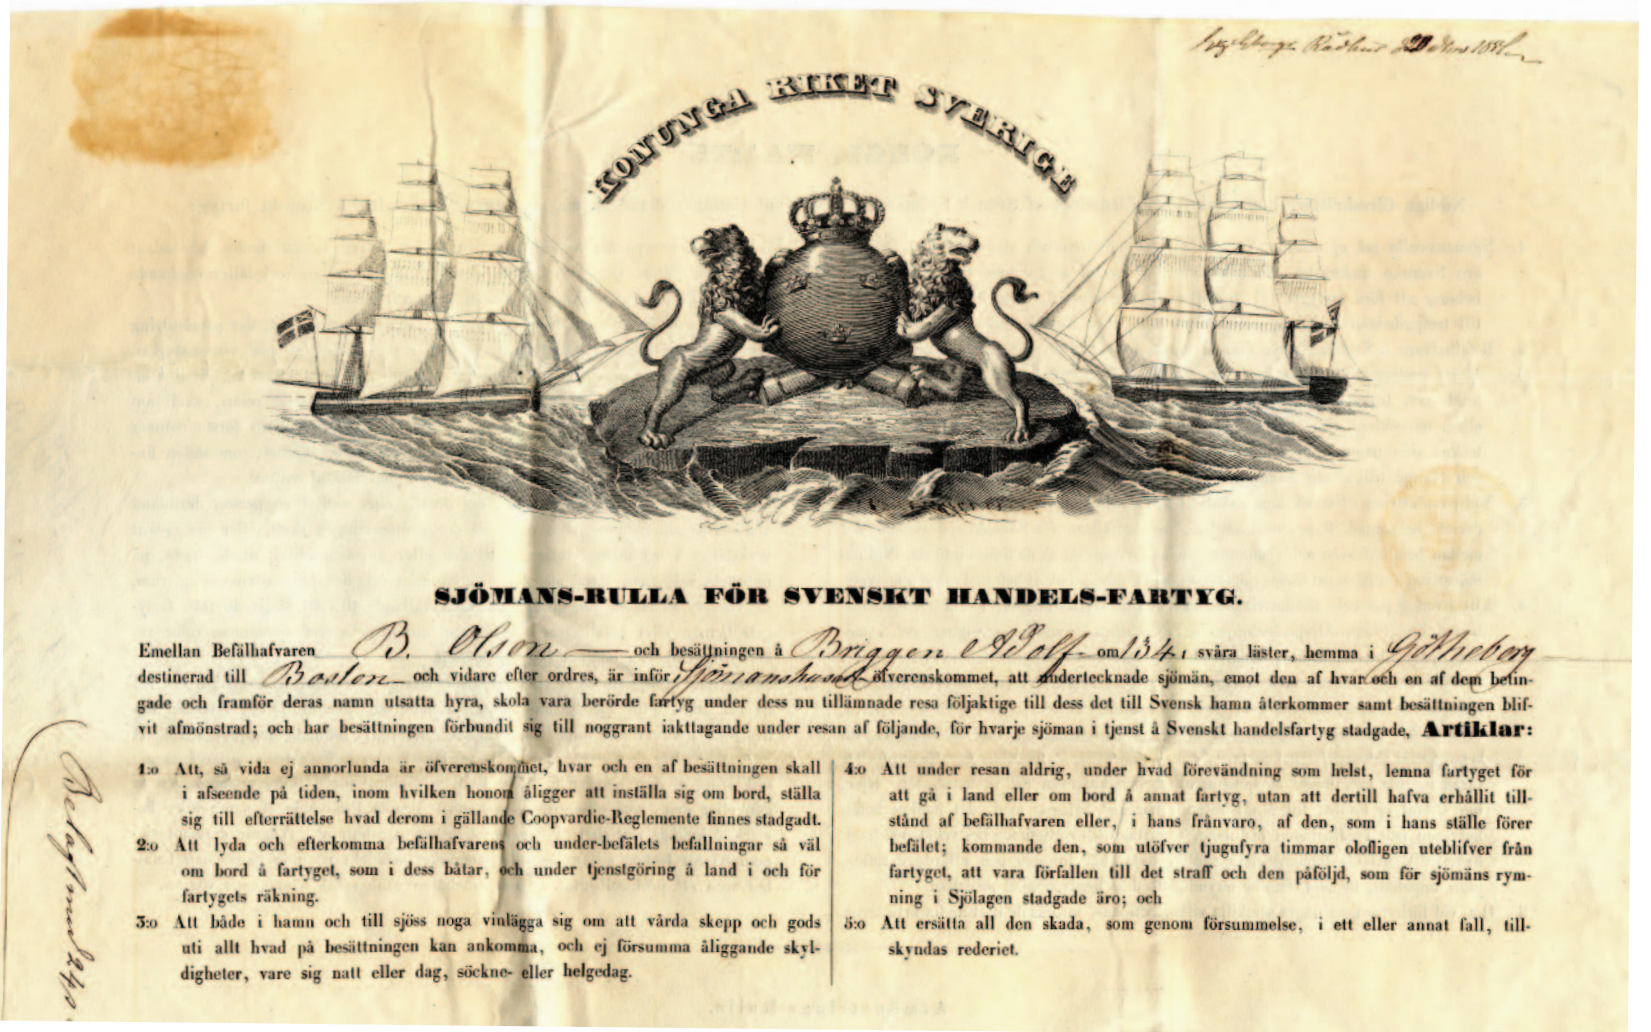 Rådhus
KONUNGA RIKET SVERIGE
SJÖMANS-RULLA FÖR SVENSKT HANDELS-FARTYG.
Emellan Befälhafvaren B. Olson och besättningen å Briggen Adolf om 134, svåra läster, hemma i Götheborg
destinerad till Boston och vidare efter ordres, är inför Sjömanshuset öfverenskommet, att undertecknade sjömän, emot den af hvar och en af dem betin-
gade och framför deras namn utsatta hyra, skola vara berörde fartyg under dess nu tillämnade resa följaktige till dess det till Svensk hamn återkommer samt besättningen blif-
vit afmönstrad; och har besättningen förbundit sig till noggrant iakttagande under resan af följande, för hvarje sjöman i tjenst å Svenskt handelsfartyg stadgade, Artiklar:
1:o Att, så vida ej annorlunda är öfverenskommet, hvar och en af besättningen skall
i afseende på tiden, inom hvilken honom åligger att inställa sig om bord, ställa
sig till efterrättelse hvad derom i gällande Coopvardie-Reglemente finnes stadgadt.
2:o Att lyda och efterkomma befälhafvarens och under-befälets befallningar så väl
om bord å fartyget, som i dess båtar, och under tjenstgöring å land i och för
fartygets räkning.
3:o Att både i hamn och till sjöss noga vinlägga sig om att vårda skepp och gods
uti allt hvad på besättningen kan ankomma, och ej försumma åliggande skyl-
digheter, vare sig natt eller dag, söckne- eller helgedag.
4:o Att under resan aldrig, under hvad förevändning som helst, lemna fartyget för
att gå i land eller om bord å annat fartyg, utan att dertill hafva erhållit till-
stånd af befälhafvaren eller, i hans frånvaro, af den, som i hans ställe förer
befälet; kommande den, som utöfver tjugufyra timmar olofligen uteblifver från
fartyget, att vara förfallen till det straff och den påföljd, som för sjömäns rym-
ning i Sjölagen stadgade äro; och
5:o Att ersätta all den skada, som genom försummelse, i ett eller annat fall, till-
skyndas rederiet.